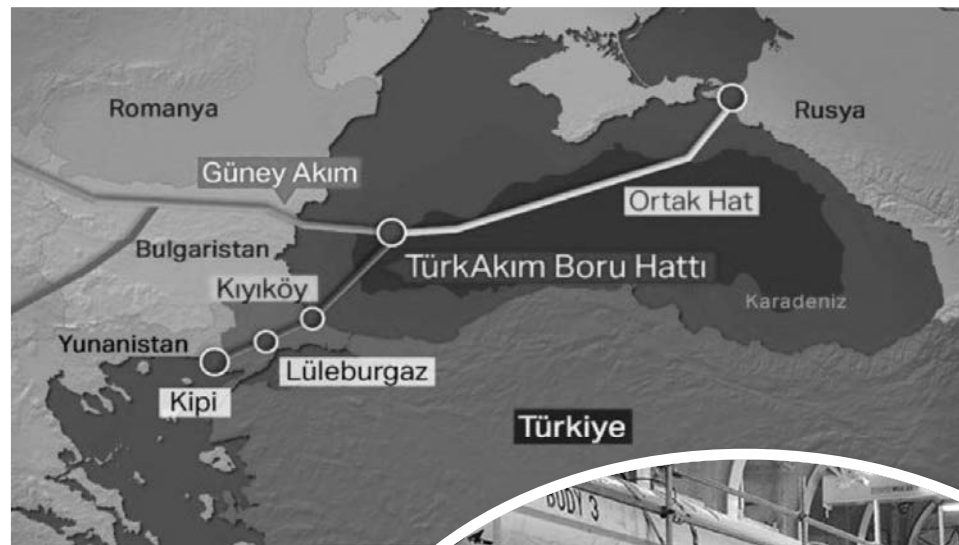 Romanya
Rusya
Güney Akım
Ortak Hat
Bulgaristan
TürkAkım Boru Hattı
Kıyıköy
Karadeniz
Yunanistan
Lüleburgaz
Kipi
Türkiye
BODY 3